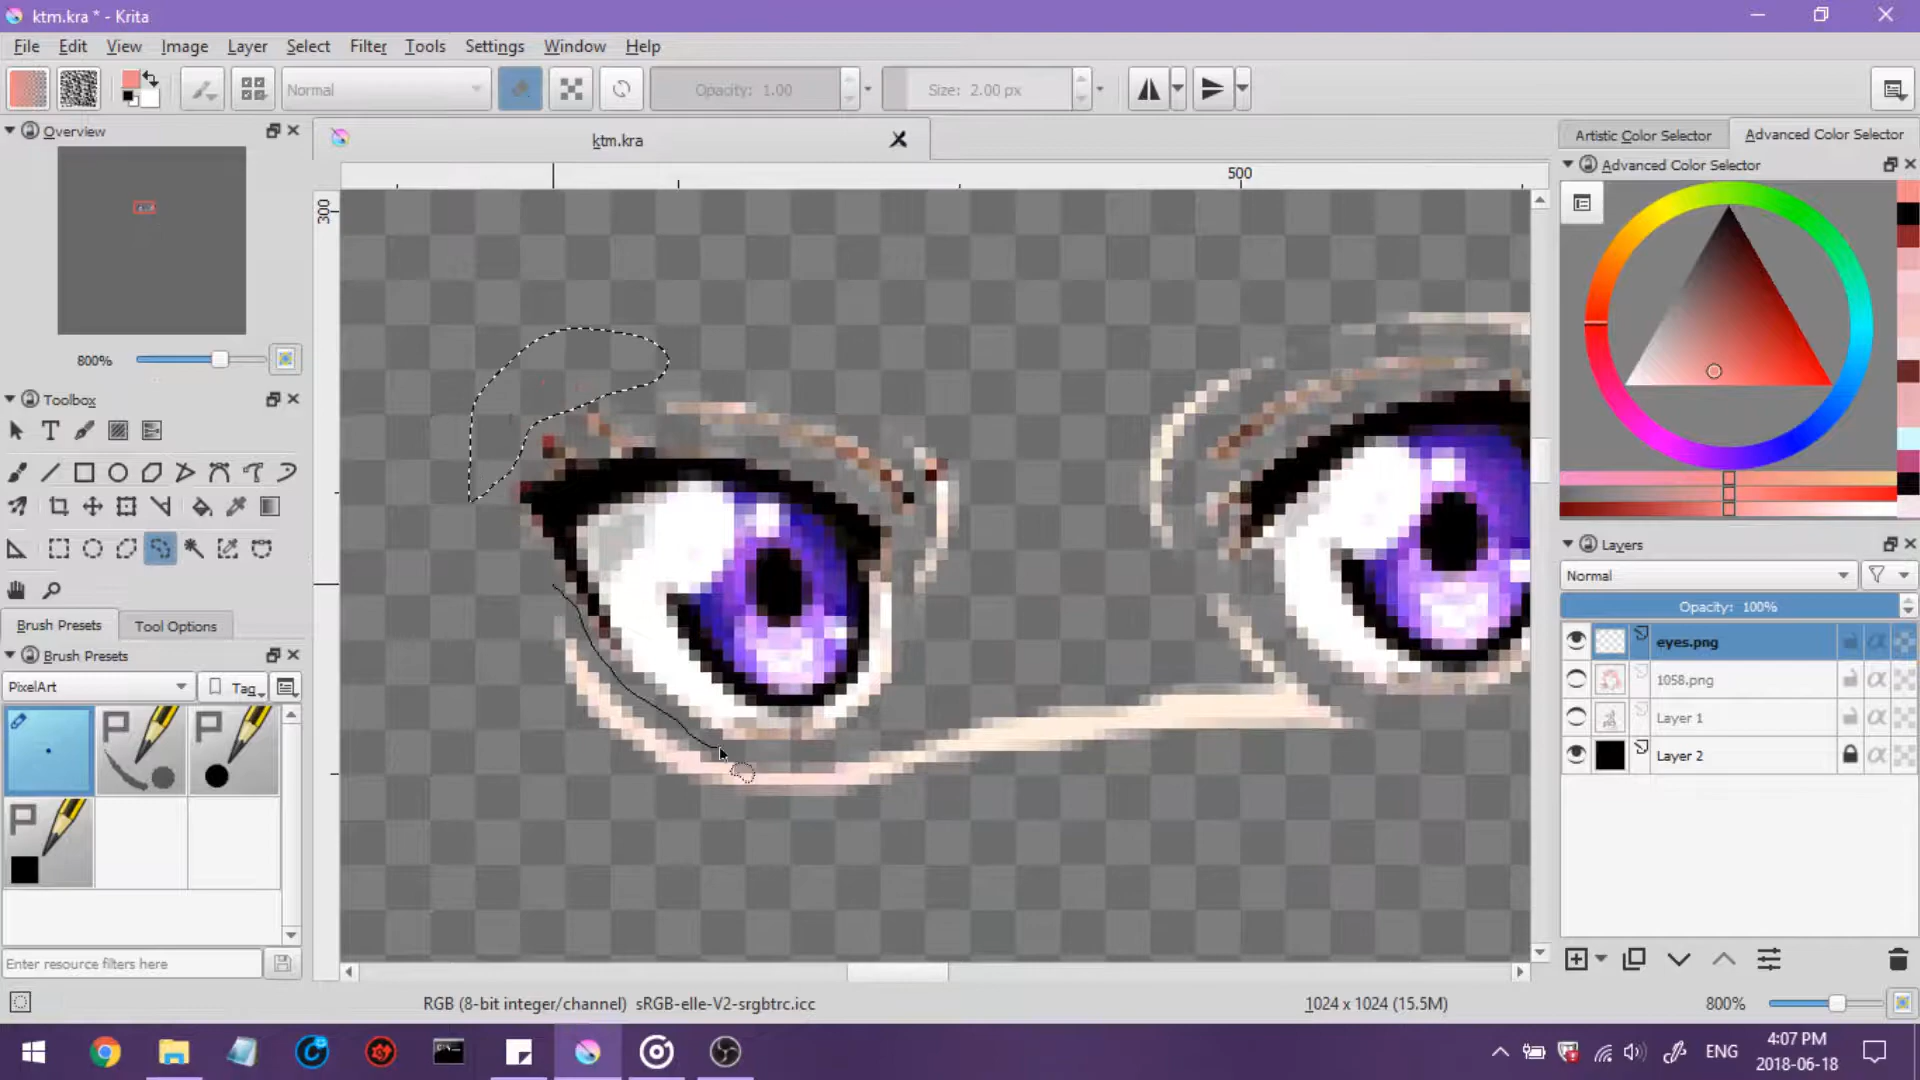 ktm.kra * - Krita
File Edit View Image Layer Select Filter Tools Settings Window Help
Normal
Opacity: 1.00
Size: 2.00 px
Overview
ktm.kra
Artistic Color Selector
Advanced Color Selector
Advanced Color Selector
500
300
800%
Toolbox
Layers
Normal
Brush Presets
Tool Options
Opacity: 100%
eyes.png
Brush Presets
1058.png
PixelArt
Tag
Layer 1
Layer 2
Enter resource filters here
RGB (8-bit integer/channel) sRGB-elle-V2-srgbtrc.icc
1024 x 1024 (15.5M)
800%
ENG
4:07 PM
2018-06-18